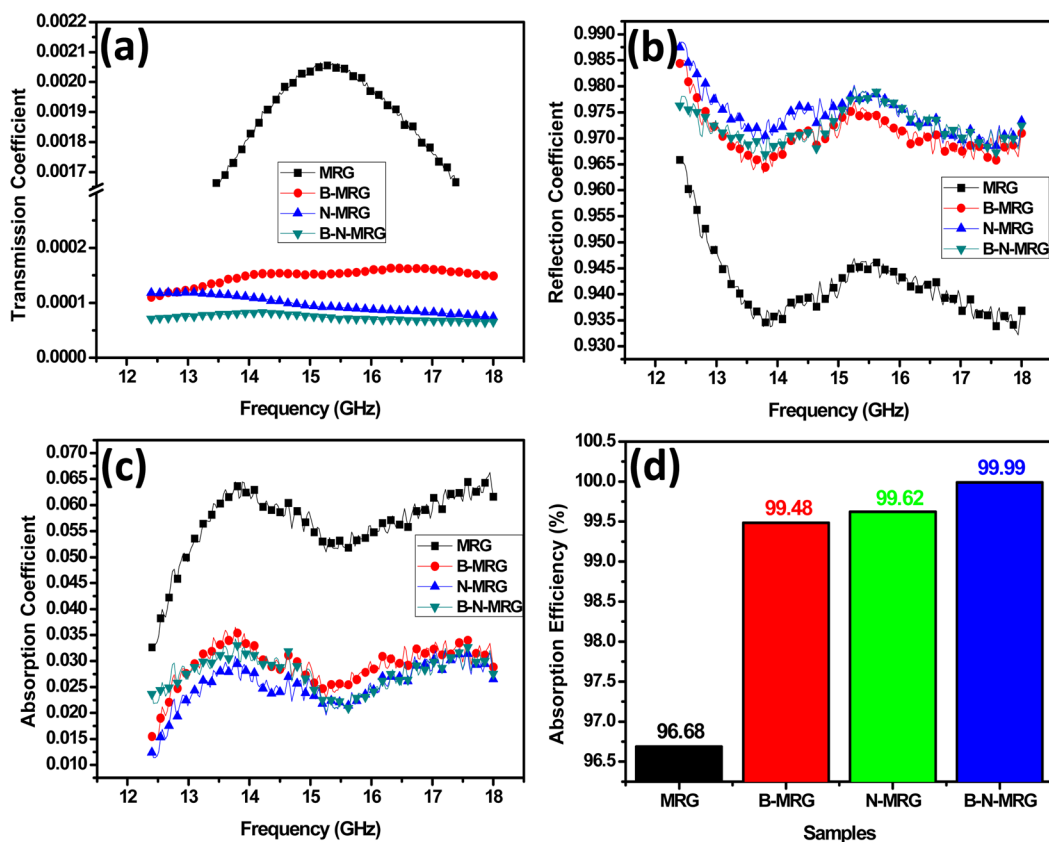 (a)
Transmission Coefficient
0.0022
0.0021
0.0020
0.0019
0.0018
0.0017
0.0002
0.0001
0.0000
MRG
B-MRG
N-MRG
B-N-MRG
12 13 14 15 16 17 18
Frequency (GHz)
(b)
Reflection Coefficient
0.990
0.985
0.980
0.975
0.970
0.965
0.960
0.955
0.950
0.945
0.940
0.935
0.930
MRG
B-MRG
N-MRG
B-N-MRG
12 13 14 15 16 17 18
Frequency (GHz)
(c)
Absorption Coefficient
0.070
0.065
0.060
0.055
0.050
0.045
0.040
0.035
0.030
0.025
0.020
0.015
0.010
MRG
B-MRG
N-MRG
B-N-MRG
12 13 14 15 16 17 18
Frequency (GHz)
(d)
Absorption Efficiency (%)
100.5
100.0
99.5
99.0
98.5
98.0
97.5
97.0
96.5
96.68
99.48
99.62
99.99
MRG B-MRG N-MRG B-N-MRG
Samples